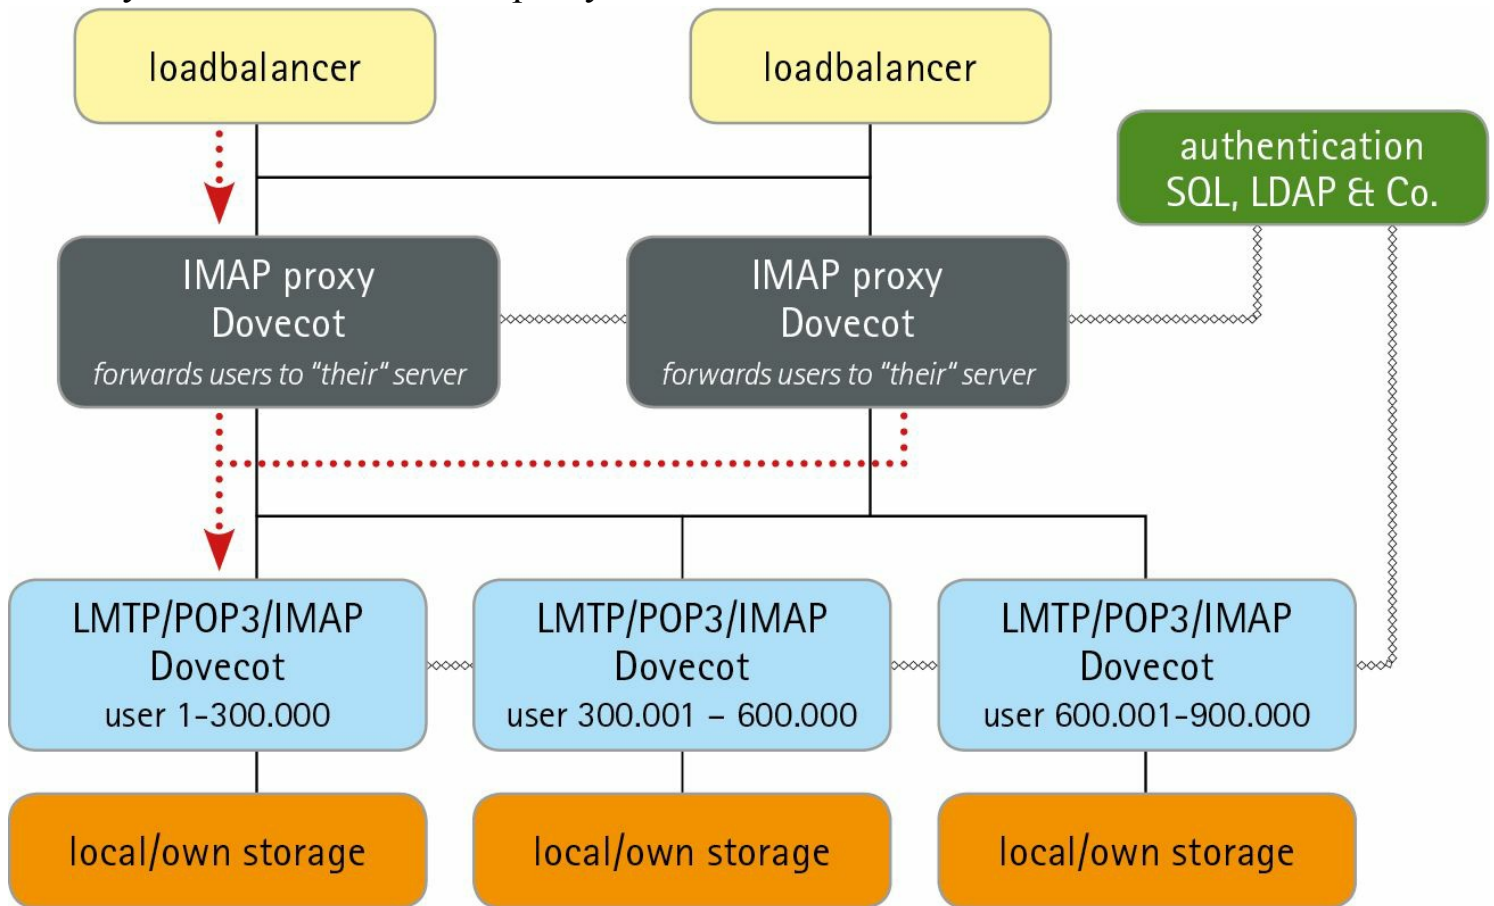 loadbalancer
loadbalancer
authentication
SQL, LDAP & Co.
IMAP proxy
Dovecot
forwards users to "their" server
IMAP proxy
Dovecot
forwards users to "their" server
LMTP/POP3/IMAP
Dovecot
user 1-300.000
LMTP/POP3/IMAP
Dovecot
user 300.001 – 600.000
LMTP/POP3/IMAP
Dovecot
user 600.001-900.000
local/own storage
local/own storage
local/own storage